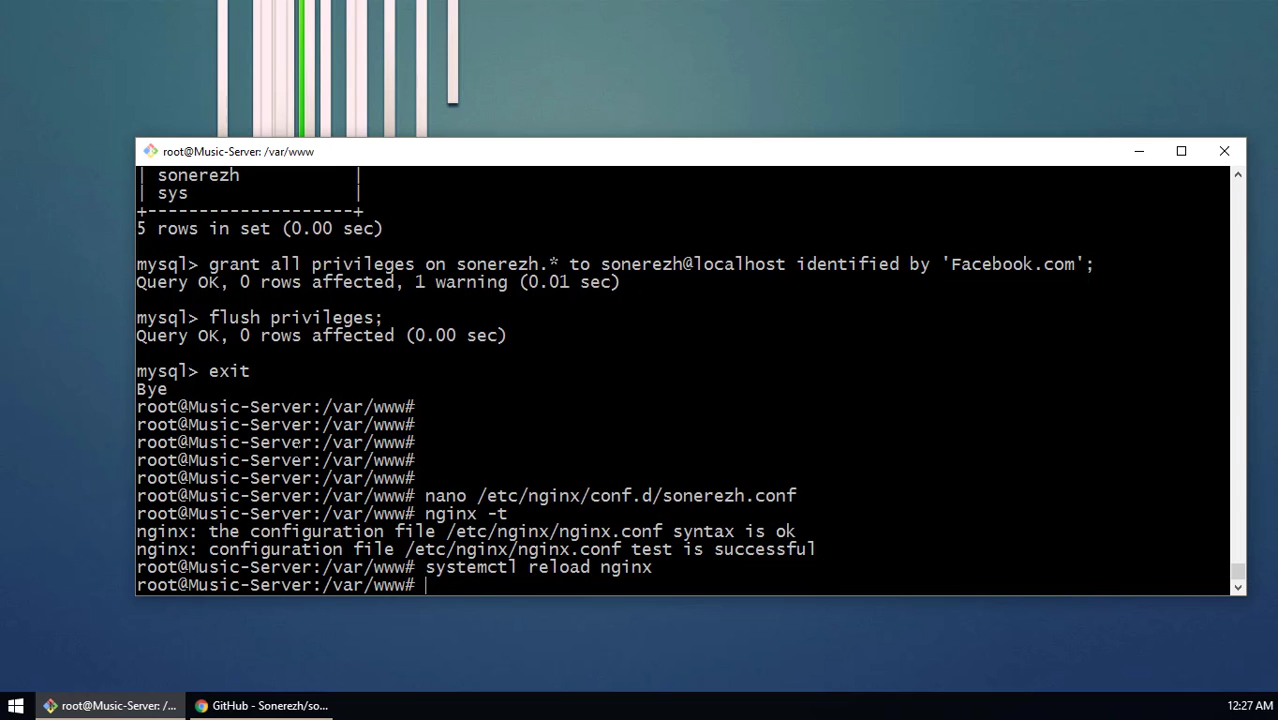 root@Music-Server: /var/www
| sonerezh           |
| sys                |
+--------------------+
5 rows in set (0.00 sec)
mysql> grant all privileges on sonerezh.* to sonerezh@localhost identified by 'Facebook.com';
Query OK, 0 rows affected, 1 warning (0.01 sec)
mysql> flush privileges;
Query OK, 0 rows affected (0.00 sec)
mysql> exit
Bye
root@Music-Server:/var/www#
root@Music-Server:/var/www#
root@Music-Server:/var/www#
root@Music-Server:/var/www#
root@Music-Server:/var/www#
root@Music-Server:/var/www# nano /etc/nginx/conf.d/sonerezh.conf
root@Music-Server:/var/www# nginx -t
nginx: the configuration file /etc/nginx/nginx.conf syntax is ok
nginx: configuration file /etc/nginx/nginx.conf test is successful
root@Music-Server:/var/www# systemctl reload nginx
root@Music-Server:/var/www#
root@Music-Server: /... GitHub - Sonerezh/so... 12:27 AM